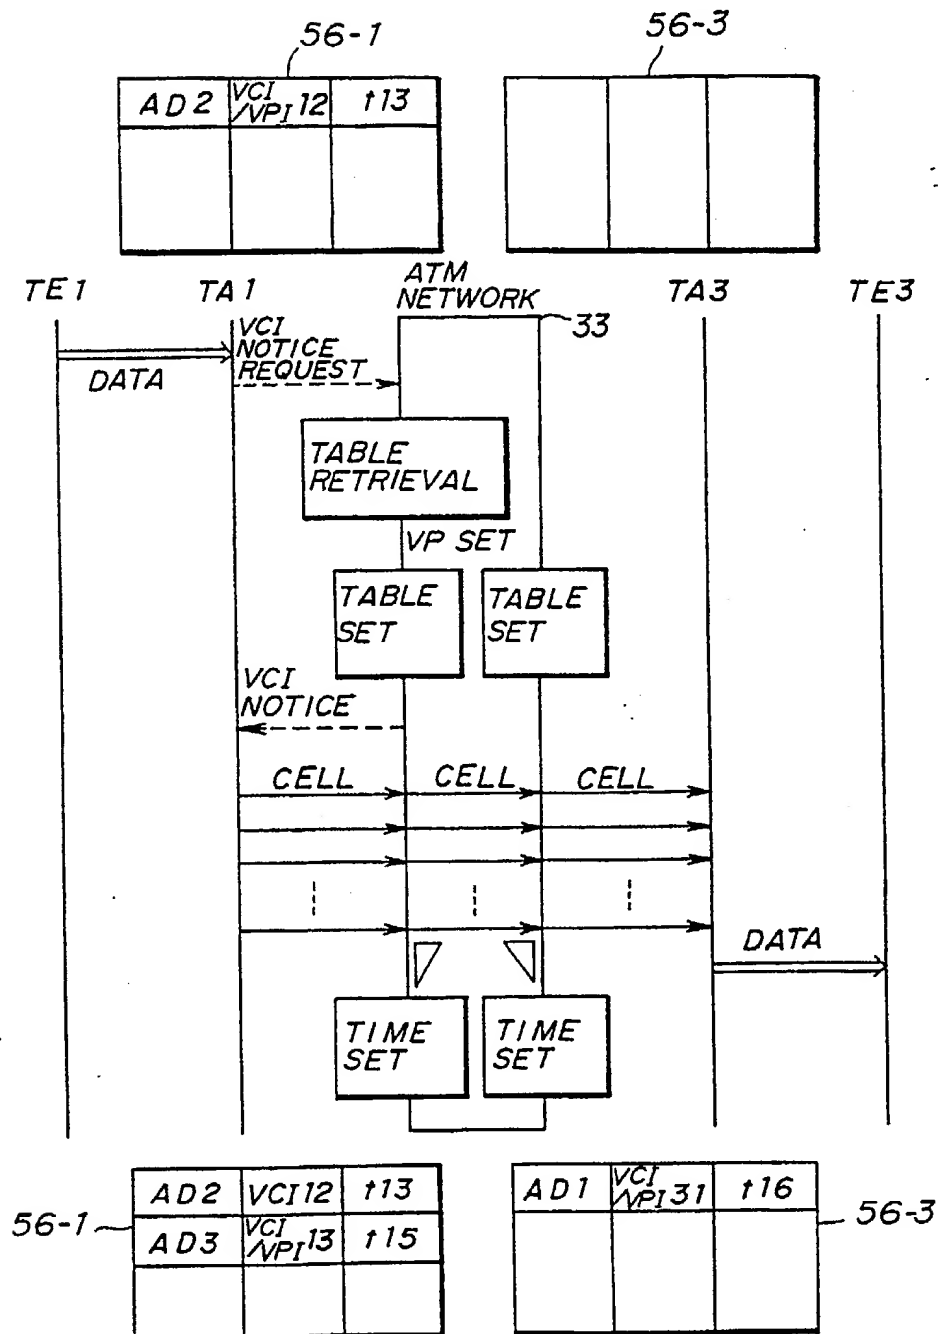 56-1
56-3
AD2 VCI/VPI12 t13
TE1 TA1 ATM NETWORK TA3 TE3
33
VCI
NOTICE
REQUEST
DATA
TABLE
RETRIEVAL
VP SET
TABLE
SET
TABLE
SET
VCI
NOTICE
CELL CELL CELL
DATA
TIME
SET
TIME
SET
56-1
AD2 VCI12 t13
AD3 VCI/VPI13 t15
AD1 VCI/VPI31 t16
56-3